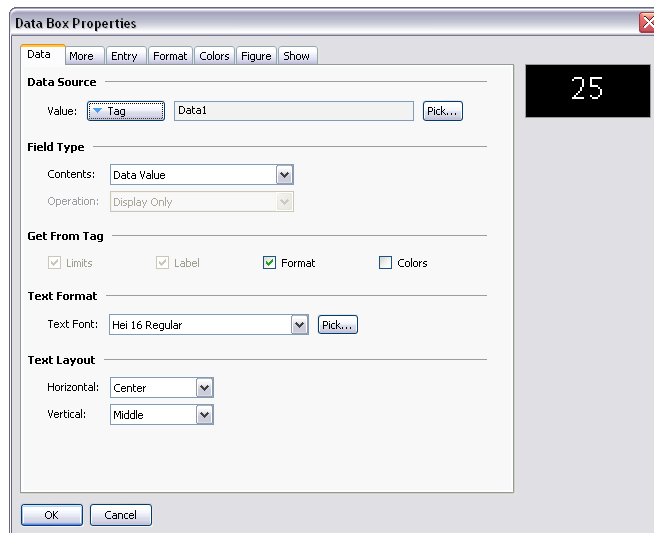 Data Box Properties
Data More Entry Format Colors Figure Show
Data Source
25
Value: Tag Data1 Pick...
Field Type
Contents: Data Value
Operation: Display Only
Get From Tag
Limits Label Format Colors
Text Format
Text Font: Hei 16 Regular Pick...
Text Layout
Horizontal: Center
Vertical: Middle
OK Cancel